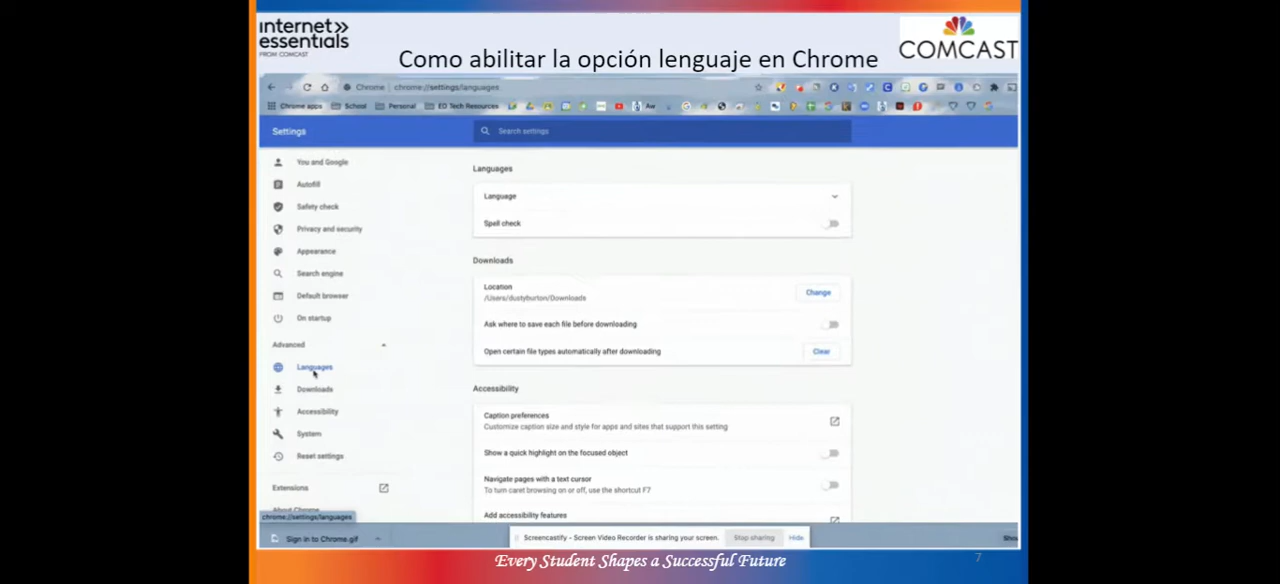 internet
essentials
FROM COMCAST
COMCAST
Como abilitar la opción lenguaje en Chrome
Chrome chrome://settings/languages
Chrome apps School Personal ED Tech Resources Aw
Settings
Search settings
You and Google
Autofill
Safety check
Privacy and security
Appearance
Search engine
Default browser
On startup
Advanced
Languages
Downloads
Accessibility
System
Reset settings
Extensions
About Chrome
chrome://settings/languages
Languages
Language
Spell check
Downloads
Location
/Users/dustyburton/Downloads
Change
Ask where to save each file before downloading
Open certain file types automatically after downloading
Clear
Accessibility
Caption preferences
Customize caption size and style for apps and sites that support this setting
Show a quick highlight on the focused object
Navigate pages with a text cursor
To turn caret browsing on or off, use the shortcut F7
Add accessibility features
Sign in to Chrome.gif
Screencastify - Screen Video Recorder is sharing your screen.
Stop sharing
Hide
Every Student Shapes a Successful Future
7